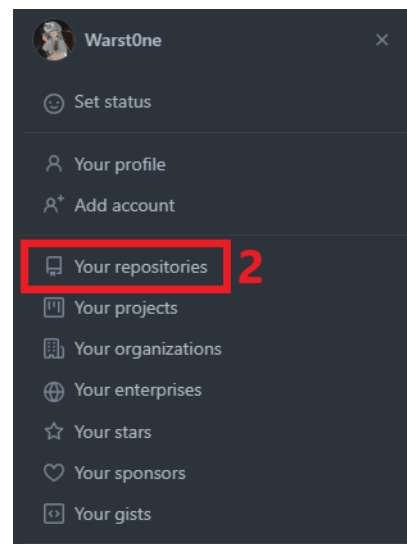 Warst0ne
Set status
Your profile
Add account
Your repositories 2
Your projects
Your organizations
Your enterprises
Your stars
Your sponsors
Your gists